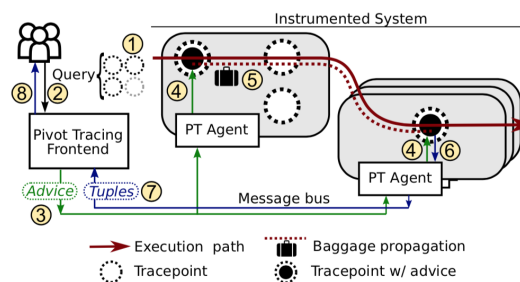 Instrumented System
①
Query
④
⑤
⑧
②
Pivot Tracing
Frontend
PT Agent
④
⑥
PT Agent
Advice
Tuples
⑦
③
Message bus
Execution path
Baggage propagation
Tracepoint
Tracepoint w/ advice